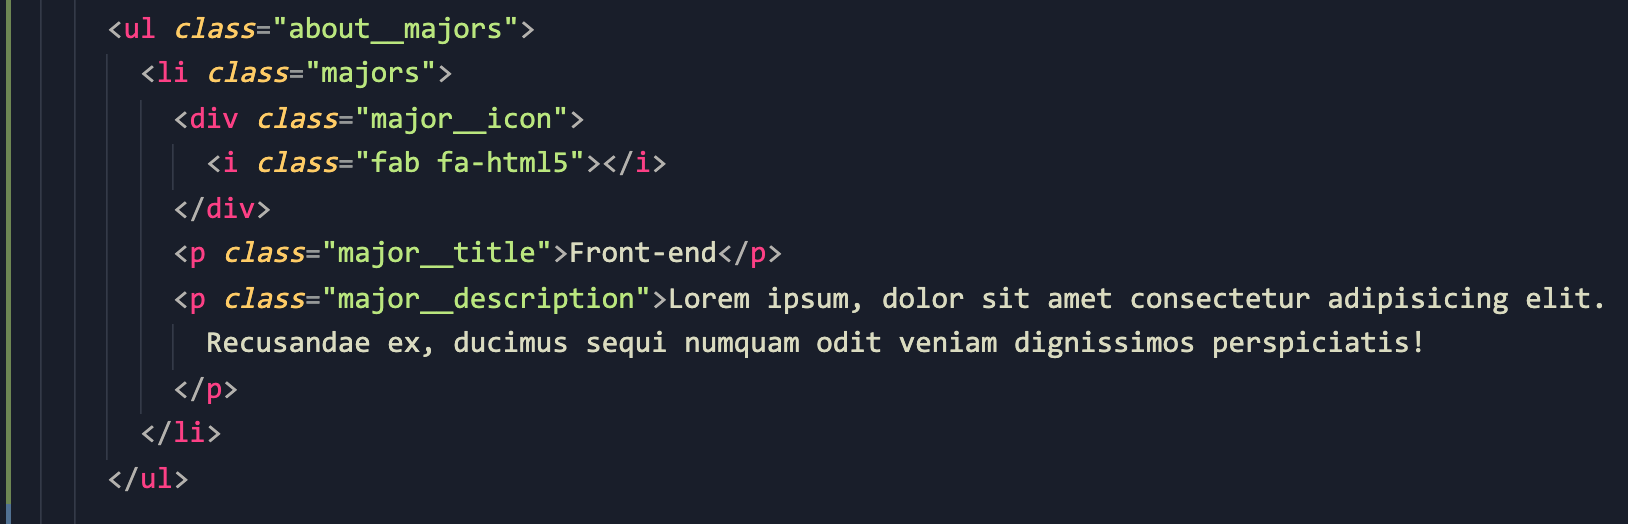 <ul class="about__majors">
<li class="majors">
<div class="major__icon">
<i class="fab fa-html5"></i>
</div>
<p class="major__title">Front-end</p>
<p class="major__description">Lorem ipsum, dolor sit amet consectetur adipisicing elit.
Recusandae ex, ducimus sequi numquam odit veniam dignissimos perspiciatis!
</p>
</li>
</ul>